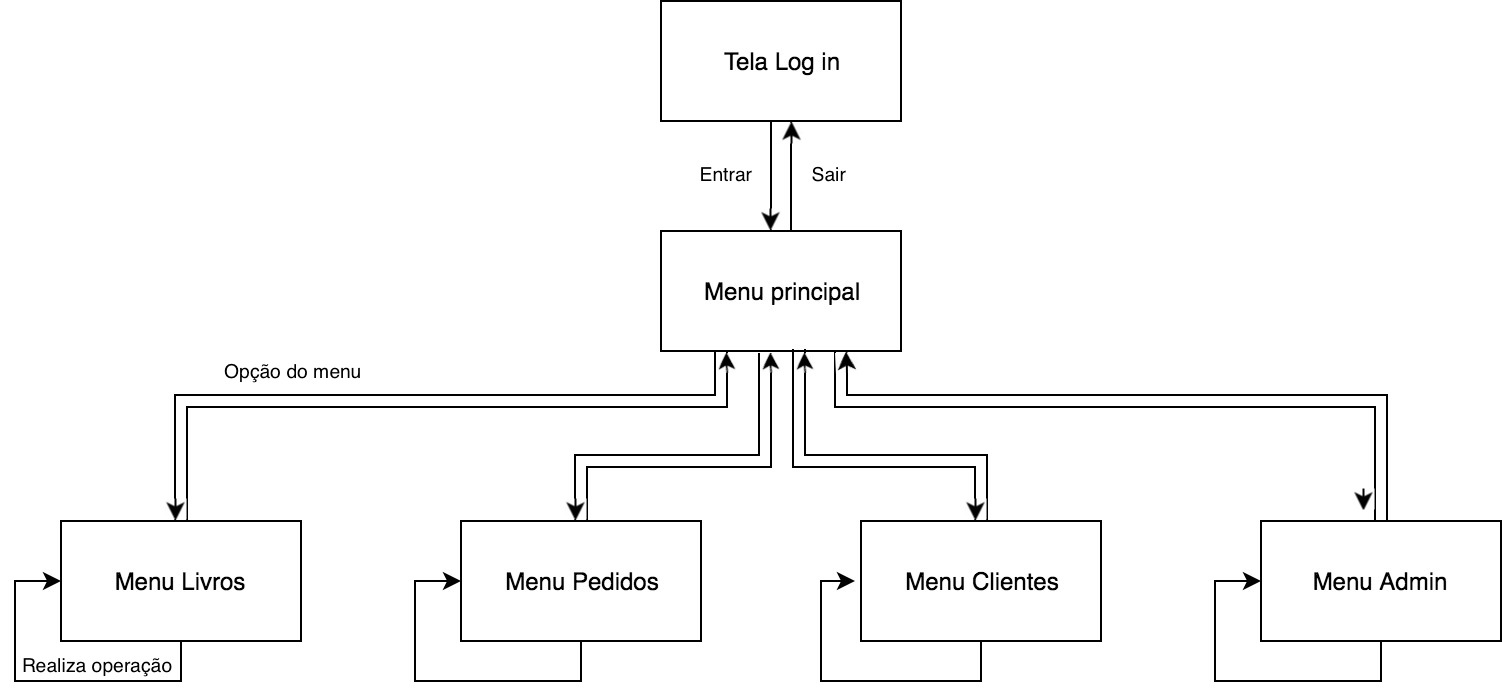 Tela Log in
Entrar
Sair
Menu principal
Opção do menu
Menu Livros
Menu Pedidos
Menu Clientes
Menu Admin
Realiza operação